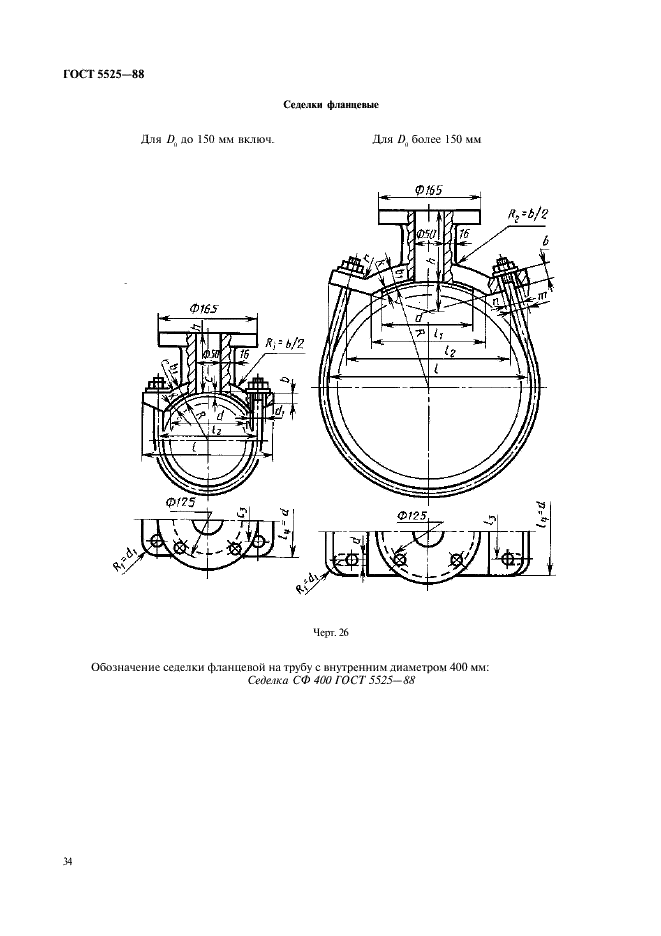 ГОСТ 5525—88
Седелки фланцевые
Для D₀ до 150 мм включ.
Для D₀ более 150 мм
Ф165
R₂=b/2
Ф50
16
b
r
h₁
h
n
m
d
R
l₁
l₂
l
Ф165
h
R₁=b/2
Ф50
16
r
h₁
b
R
d
d₁
l₂
l
Ф125
l₃
l₄=d
R₁=d₁
Ф125
d
l₃
l₄=d
R₁=d₁
Черт. 26
Обозначение седелки фланцевой на трубу с внутренним диаметром 400 мм:
Седелка СФ 400 ГОСТ 5525—88
34